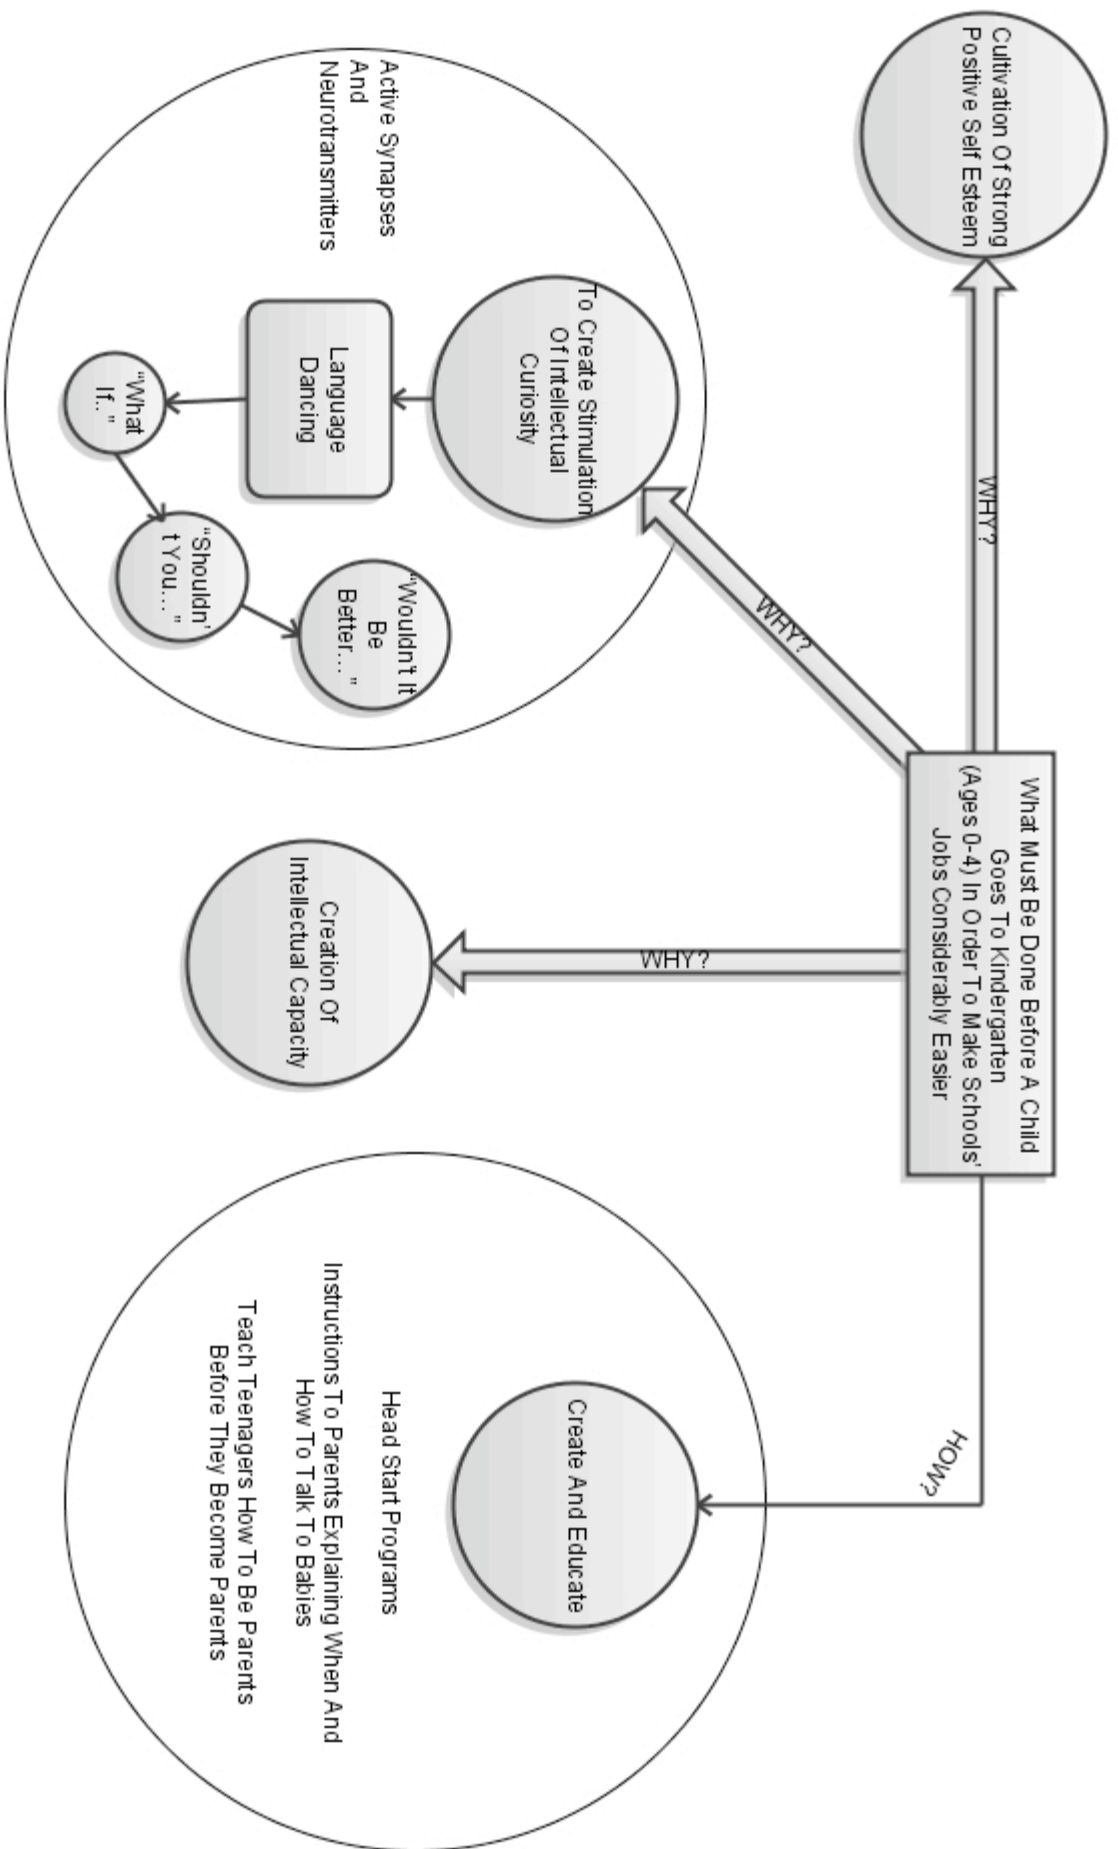 What Must Be Done Before A Child
Goes To Kindergarten
(Ages 0-4) In Order To Make Schools'
Jobs Considerably Easier
WHY?
Cultivation Of Strong
Positive Self Esteem
WHY?
To Create Stimulation
Of Intellectual
Curiosity
Active Synapses
And
Neurotransmitters
Language
Dancing
"What
If.."
"Shouldn'
t You... "
"Wouldn't It
Be
Better... "
WHY?
Creation Of
Intellectual Capacity
HOW?
Create And Educate
Head Start Programs
Instructions To Parents Explaining When And
How To Talk To Babies
Teach Teenagers How To Be Parents
Before They Become Parents